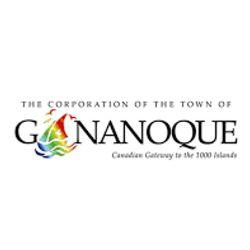 THE CORPORATION OF THE TOWN OF
GANANOQUE
Canadian Gateway to the 1000 Islands